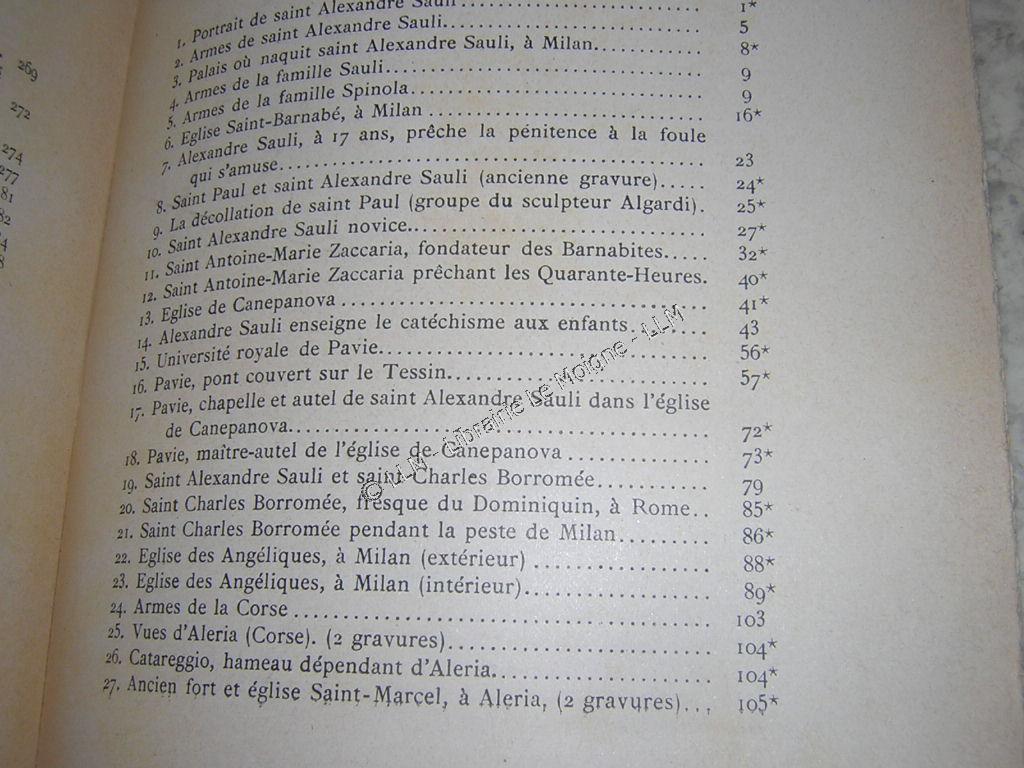 269
272
274
277
81
82
4
8
1. Portrait de saint Alexandre Sauli ........................ 1*
2. Armes de saint Alexandre Sauli........................ 5
3. Palais où naquit saint Alexandre Sauli, à Milan........... 8*
4. Armes de la famille Sauli................................ 9
5. Armes de la famille Spinola............................. 9
6. Eglise Saint-Barnabé, à Milan ........................... 16*
7. Alexandre Sauli, à 17 ans, prêche la pénitence à la foule
qui s'amuse........................................ 23
8. Saint Paul et saint Alexandre Sauli (ancienne gravure)..... 24*
9. La décollation de saint Paul (groupe du sculpteur Algardi). 25*
10. Saint Alexandre Sauli novice............................ 27*
11. Saint Antoine-Marie Zaccaria, fondateur des Barnabites..... 32*
12. Saint Antoine-Marie Zaccaria prêchant les Quarante-Heures. 40*
13. Eglise de Canepanova ................................... 41*
14. Alexandre Sauli enseigne le catéchisme aux enfants........ 43
15. Université royale de Pavie............................... 56*
16. Pavie, pont couvert sur le Tessin......................... 57*
17. Pavie, chapelle et autel de saint Alexandre Sauli dans l'église
de Canepanova...................................... 72*
18. Pavie, maître-autel de l'église de Canepanova ............. 73*
19. Saint Alexandre Sauli et saint Charles Borromée........... 79
20. Saint Charles Borromée, fresque du Dominiquin, à Rome.. 85*
21. Saint Charles Borromée pendant la peste de Milan......... 86*
22. Eglise des Angéliques, à Milan (extérieur) ................ 88*
23. Eglise des Angéliques, à Milan (intérieur)................. 89*
24. Armes de la Corse ..................................... 103
25. Vues d'Aleria (Corse). (2 gravures)........................ 104*
26. Catareggio, hameau dépendant d'Aleria.................... 104*
27. Ancien fort et église Saint-Marcel, à Aleria, (2 gravures)... 105*
© LLM - Librairie Le Moigne - LLM